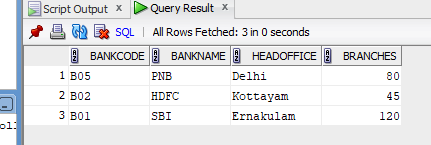 Script Output x Query Result x
SQL | All Rows Fetched: 3 in 0 seconds
BANKCODE BANKNAME HEADOFFICE BRANCHES
1 B05 PNB Delhi 80
2 B02 HDFC Kottayam 45
3 B01 SBI Ernakulam 120